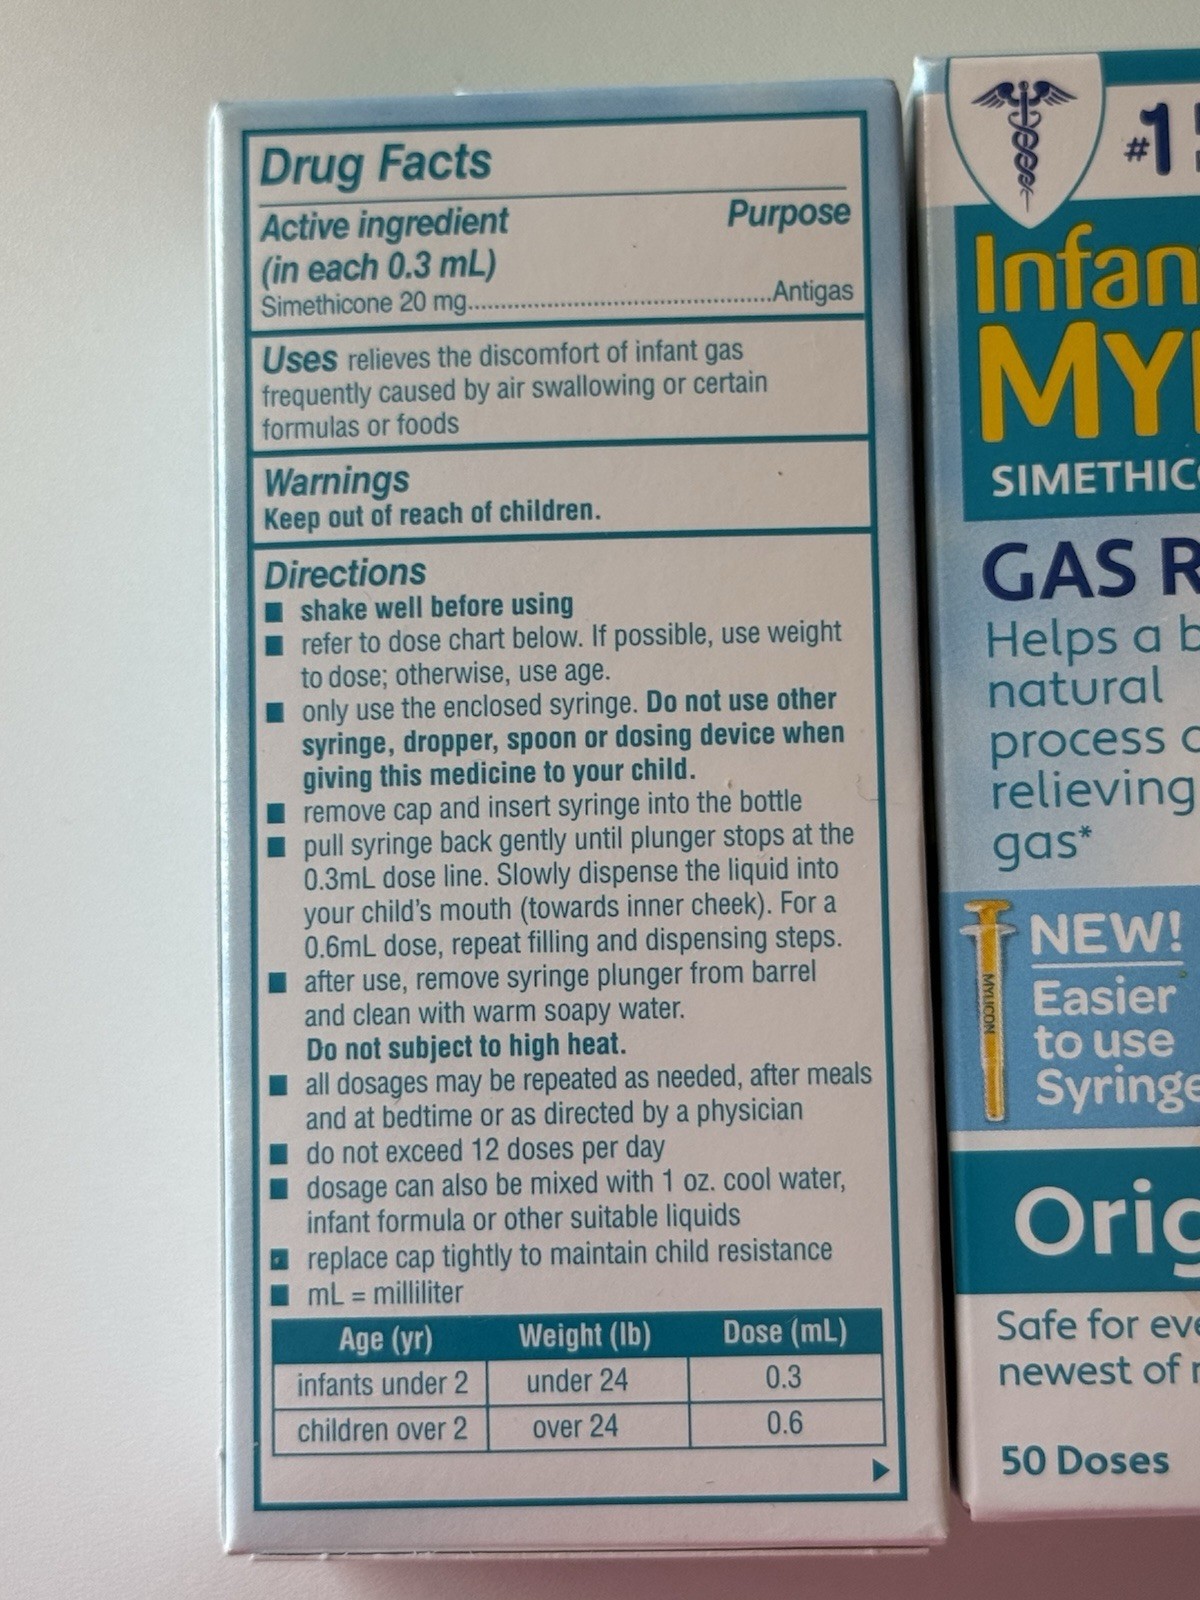 Drug Facts
Active ingredient Purpose
(in each 0.3 mL)
Simethicone 20 mg..............................................Antigas
Uses relieves the discomfort of infant gas
frequently caused by air swallowing or certain
formulas or foods
Warnings
Keep out of reach of children.
Directions
■ shake well before using
■ refer to dose chart below. If possible, use weight
to dose; otherwise, use age.
■ only use the enclosed syringe. Do not use other
syringe, dropper, spoon or dosing device when
giving this medicine to your child.
■ remove cap and insert syringe into the bottle
■ pull syringe back gently until plunger stops at the
0.3mL dose line. Slowly dispense the liquid into
your child's mouth (towards inner cheek). For a
0.6mL dose, repeat filling and dispensing steps.
■ after use, remove syringe plunger from barrel
and clean with warm soapy water.
Do not subject to high heat.
■ all dosages may be repeated as needed, after meals
and at bedtime or as directed by a physician
■ do not exceed 12 doses per day
■ dosage can also be mixed with 1 oz. cool water,
infant formula or other suitable liquids
■ replace cap tightly to maintain child resistance
■ mL = milliliter
Age (yr) Weight (lb) Dose (mL)
infants under 2 under 24 0.3
children over 2 over 24 0.6
#1
Infan
MY
SIMETHIC
GAS R
Helps a b
natural
process o
relieving
gas*
MYLICON
NEW!
Easier
to use
Syringe
Orig
Safe for eve
newest of
50 Doses